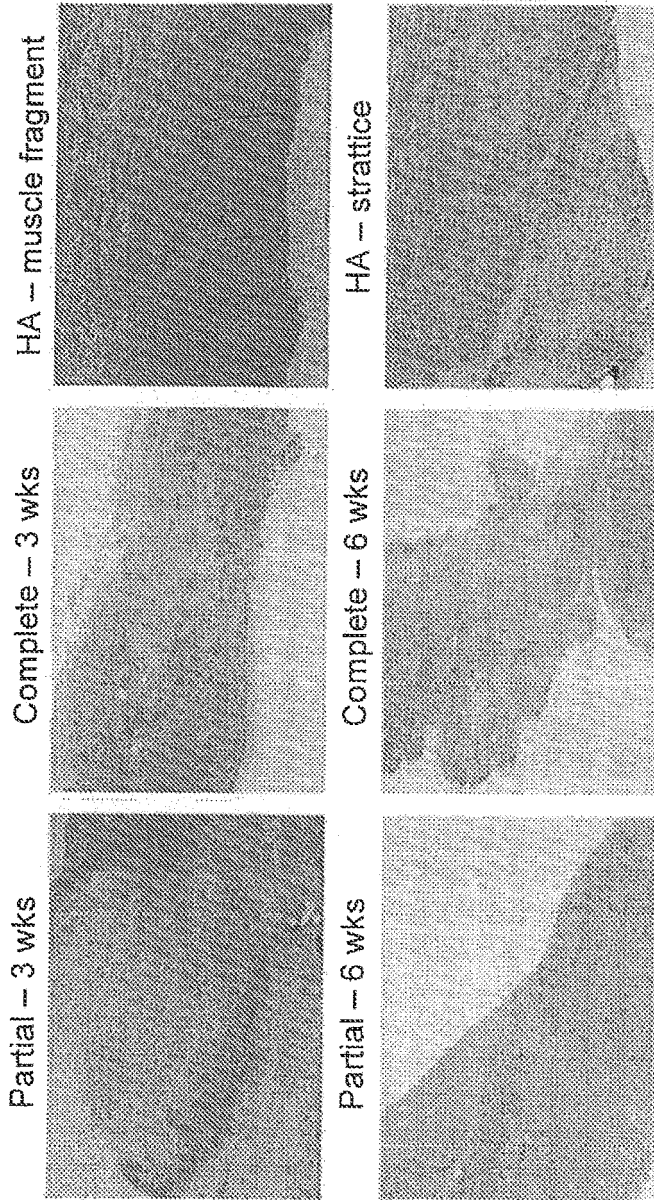 Partial – 3 wks
Complete – 3 wks
HA – muscle fragment
Partial – 6 wks
Complete – 6 wks
HA – strattice